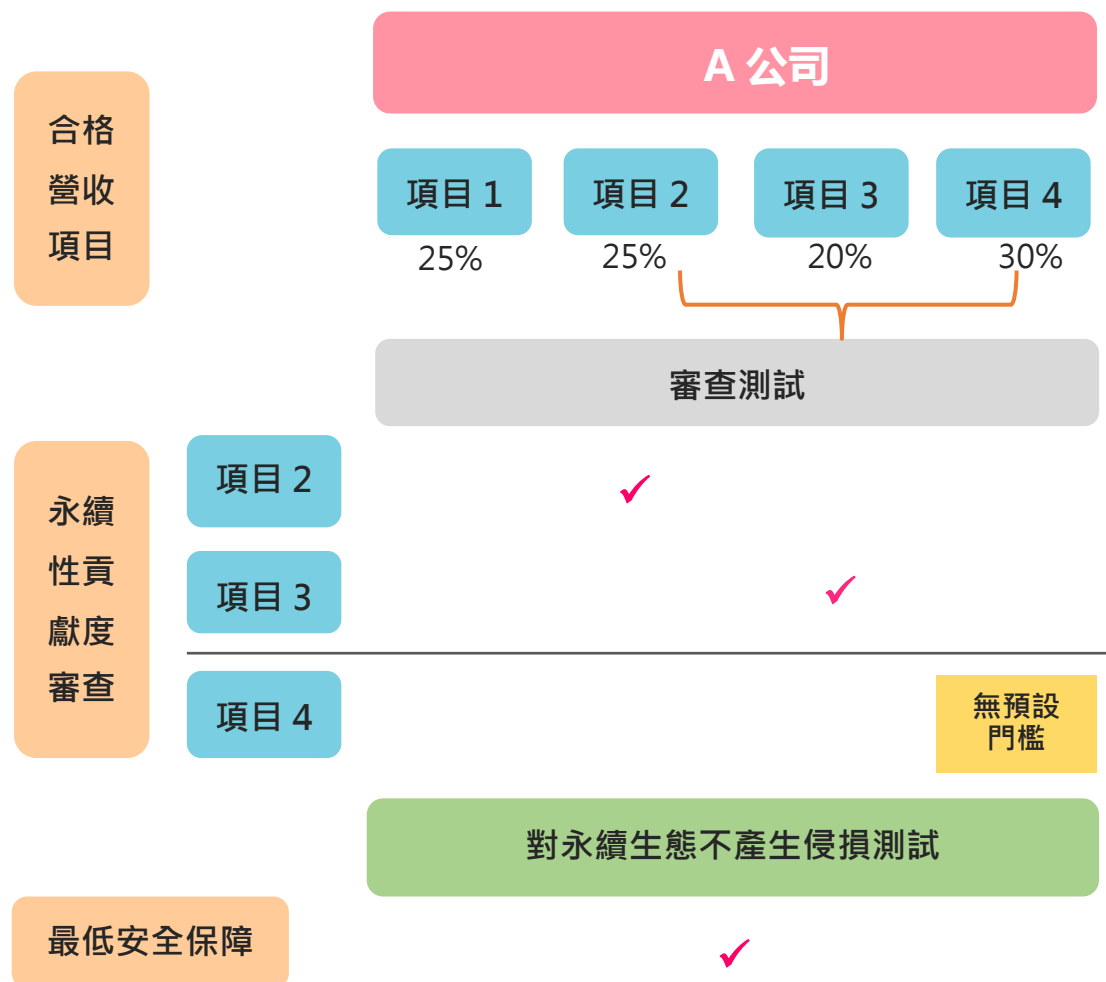 A 公司
合格
營收
項目
項目 1
項目 2
項目 3
項目 4
25%
25%
20%
30%
審查測試
永續
性貢
獻度
審查
項目 2
項目 3
項目 4
無預設
門檻
對永續生態不產生侵損測試
最低安全保障